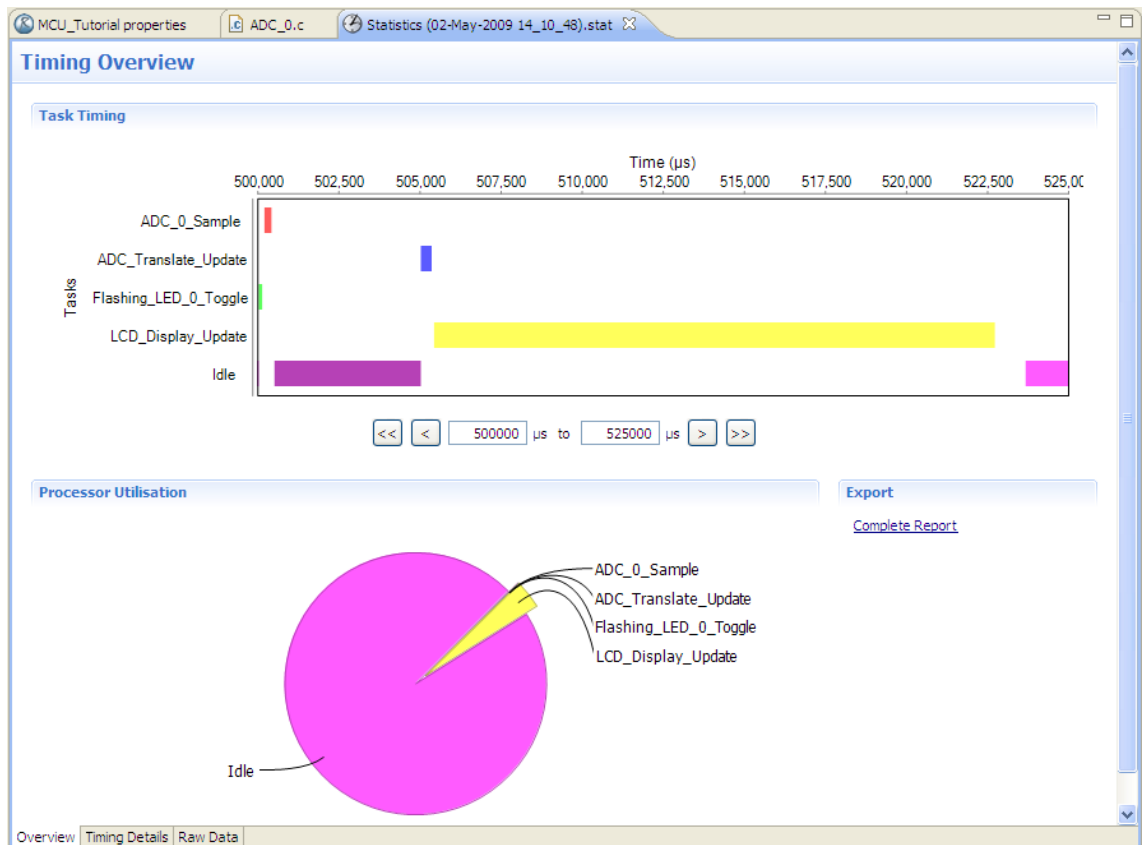 MCU_Tutorial properties
ADC_0.c
Statistics (02-May-2009 14_10_48).stat
Timing Overview
Task Timing
Time (µs)
500,000 502,500 505,000 507,500 510,000 512,500 515,000 517,500 520,000 522,500 525,0(
Tasks
ADC_0_Sample
ADC_Translate_Update
Flashing_LED_0_Toggle
LCD_Display_Update
Idle
<< < 500000 µs to 525000 µs > >>
Processor Utilisation
Export
Complete Report
ADC_0_Sample
ADC_Translate_Update
Flashing_LED_0_Toggle
LCD_Display_Update
Idle
Overview Timing Details Raw Data